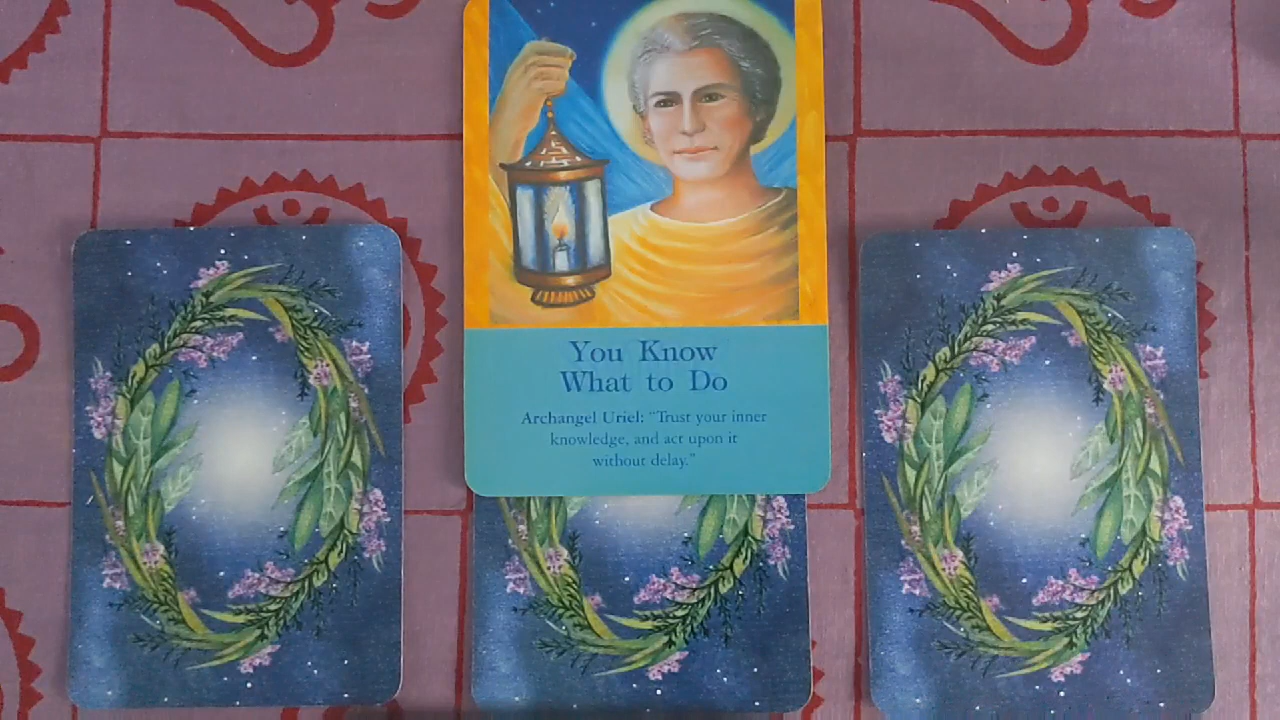 You Know
What to Do
Archangel Uriel: “Trust your inner
knowledge, and act upon it
without delay.”